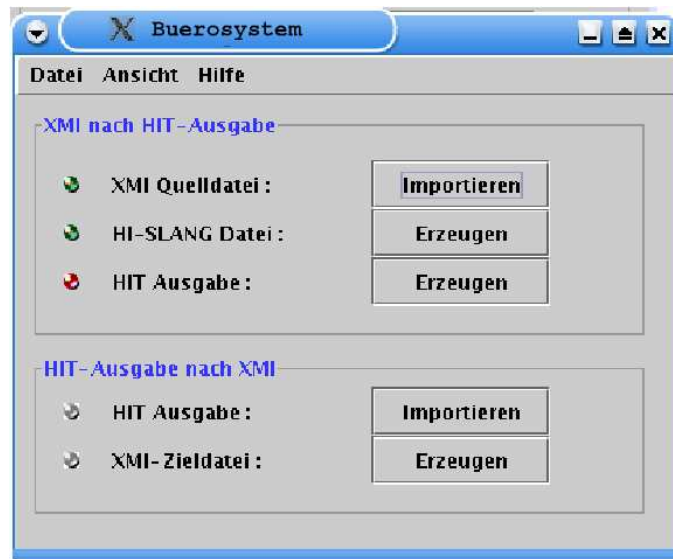 Buerosystem
Datei Ansicht Hilfe
XMI nach HIT-Ausgabe
XMI Quelldatei : Importieren
HI-SLANG Datei : Erzeugen
HIT Ausgabe : Erzeugen
HIT-Ausgabe nach XMI
HIT Ausgabe : Importieren
XMI-Zieldatei : Erzeugen